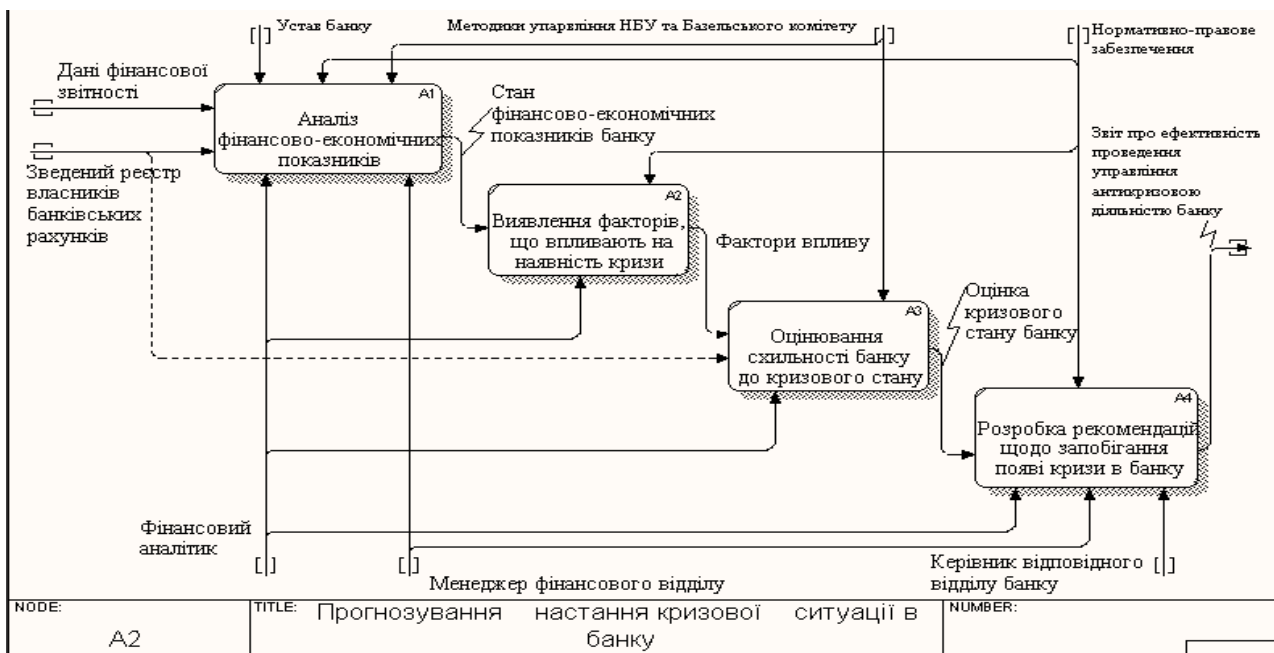 Устав банку
Методики упарвління НБУ та Базельського комітету
Нормативно-правове
забезпечення
Дані фінансової
звітності
A1
Аналіз
фінансово-економічних
показників
Стан
фінансово-економічних
показників банку
Звіт про ефективність
проведення
управління
антикризовою
діяльністю банку
Зведений реєстр
власників
банківських
рахунків
A2
Виявлення факторів,
що впливають на
наявність кризи
Фактори впливу
A3
Оцінювання
схильності банку
до кризового стану
Оцінка
кризового
стану банку
A4
Розробка рекомендацій
щодо запобігання
появі кризи в банку
Фінансовий
аналітик
Менеджер фінансового відділу
Керівник відповідного
відділу банку
NODE:
A2
TITLE:
Прогнозування настання кризової ситуації в
банку
NUMBER: